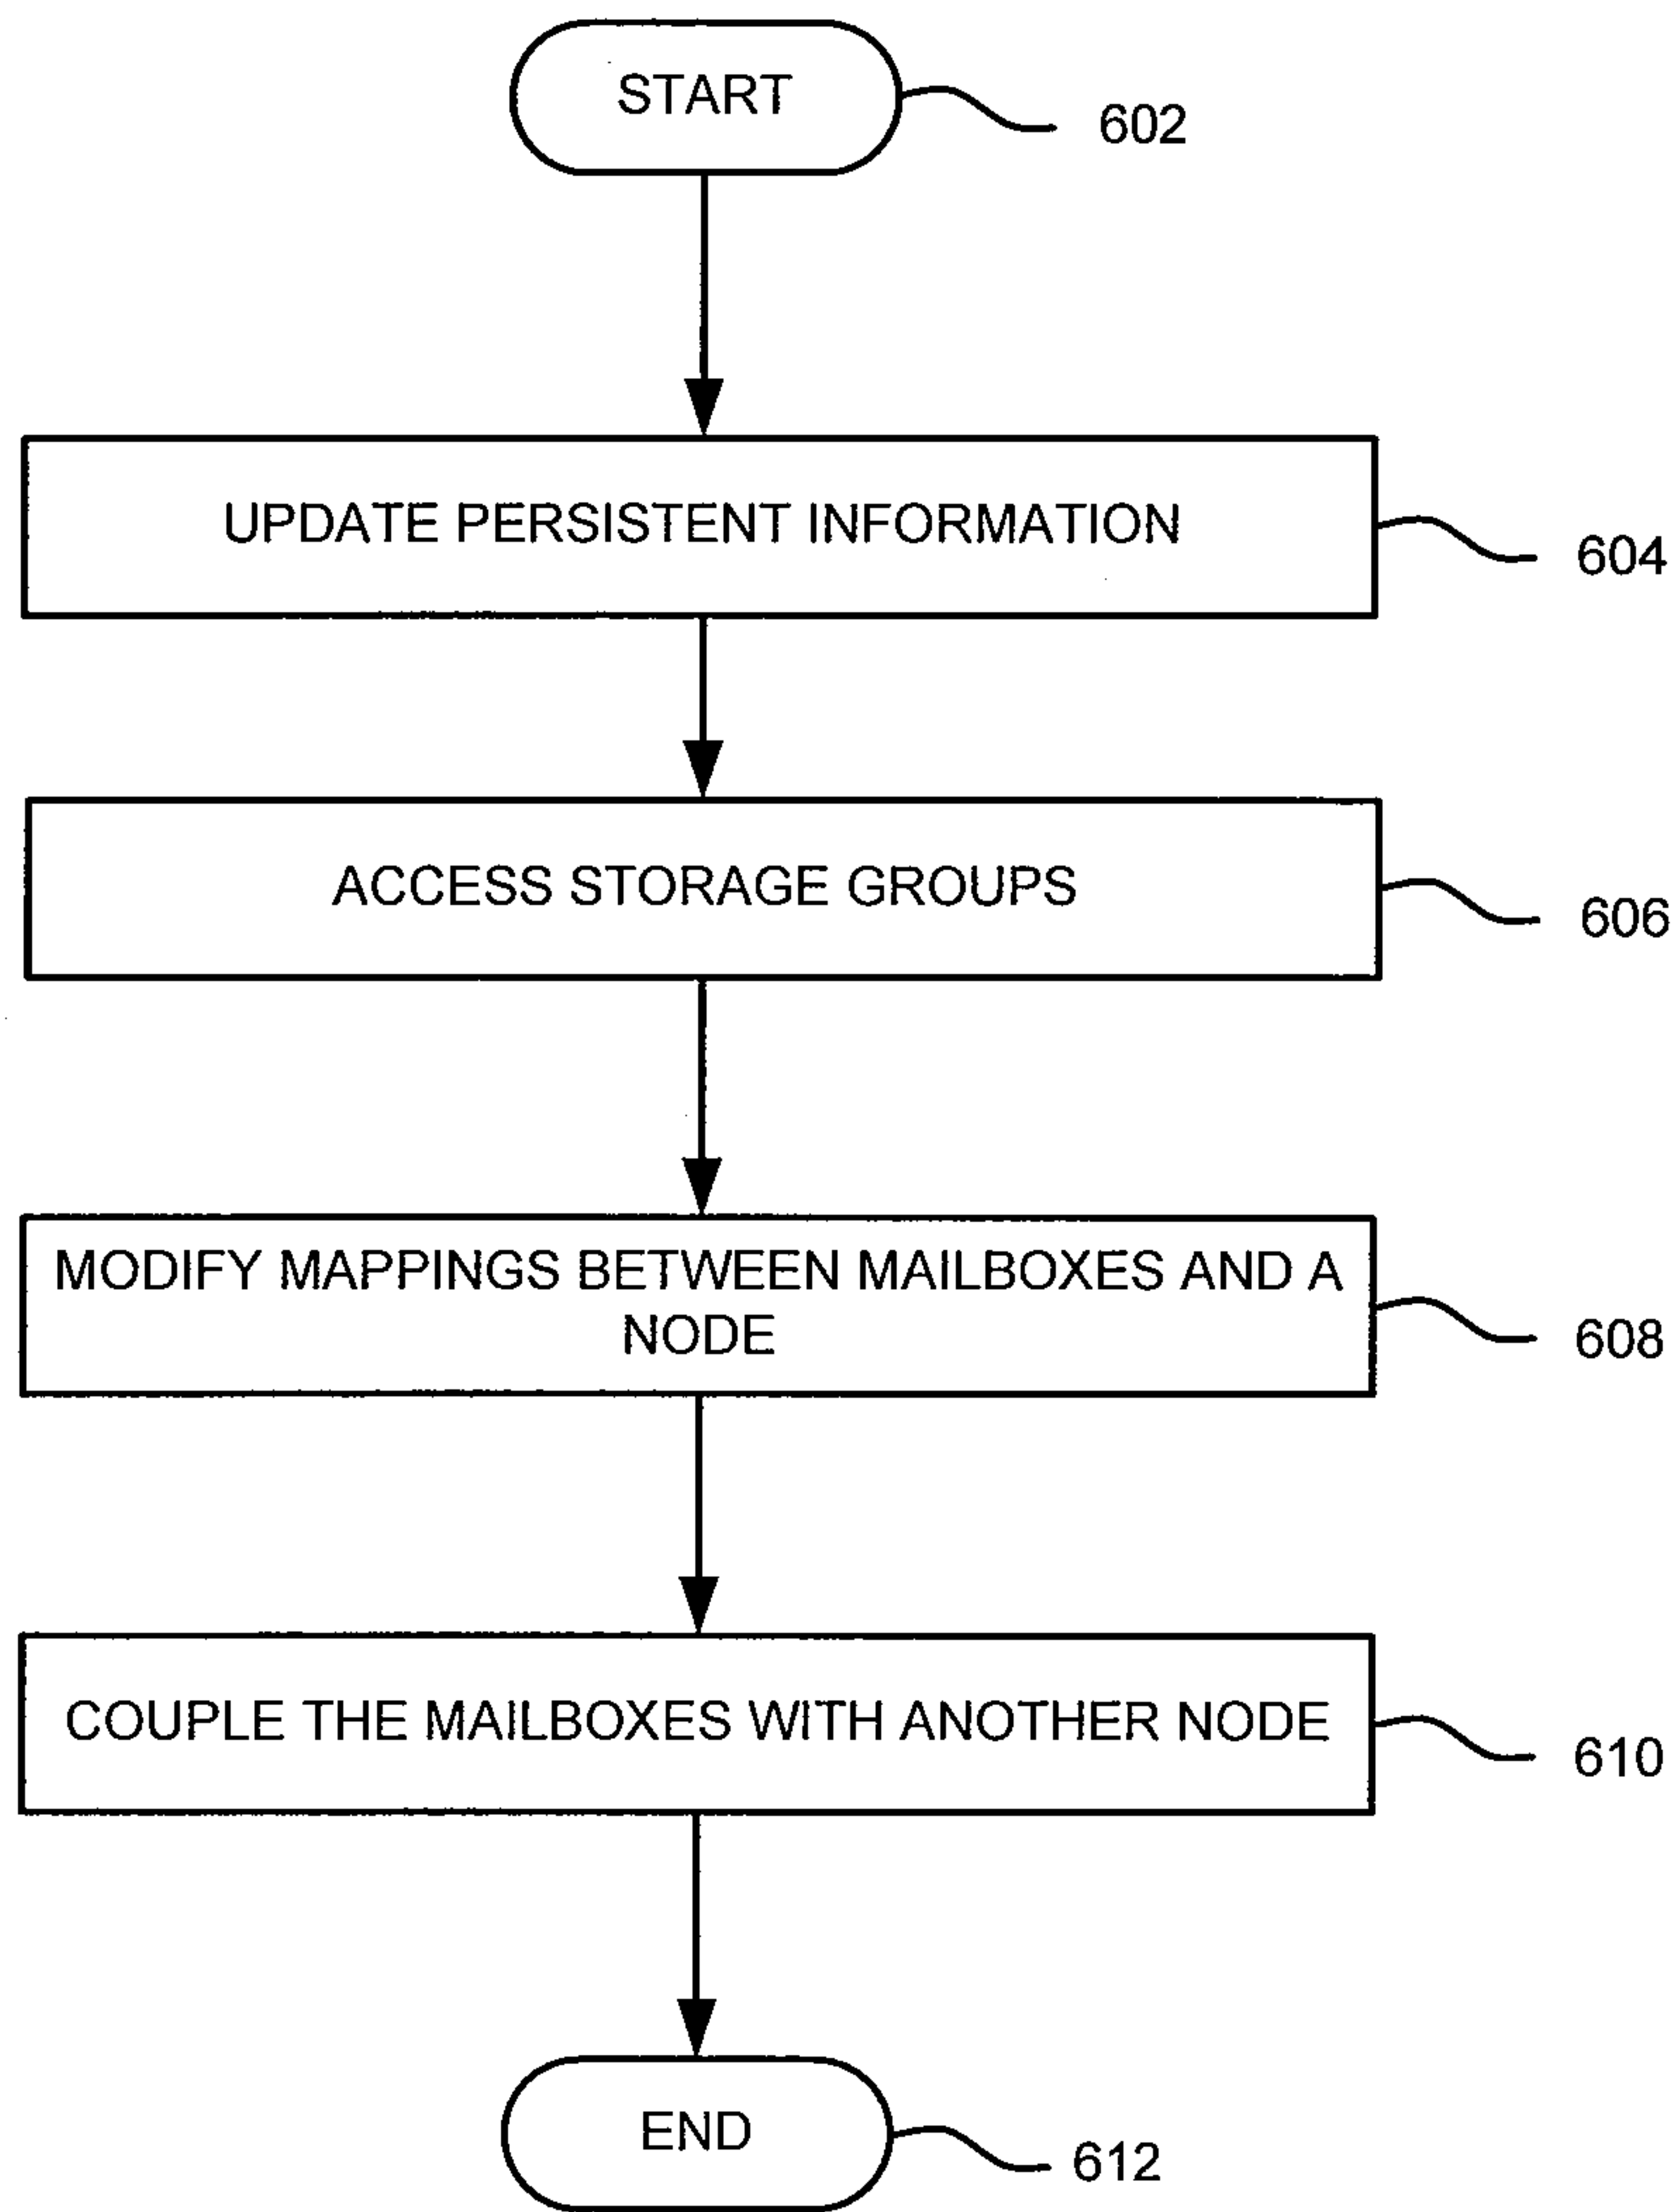 START
602
UPDATE PERSISTENT INFORMATION
604
ACCESS STORAGE GROUPS
606
MODIFY MAPPINGS BETWEEN MAILBOXES AND A
NODE
608
COUPLE THE MAILBOXES WITH ANOTHER NODE
610
END
612